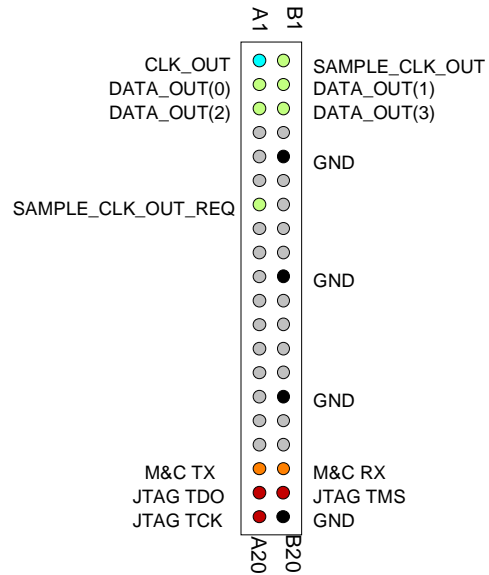 A1 B1
CLK_OUT SAMPLE_CLK_OUT
DATA_OUT(0) DATA_OUT(1)
DATA_OUT(2) DATA_OUT(3)
GND
SAMPLE_CLK_OUT_REQ
GND
GND
M&C TX M&C RX
JTAG TDO JTAG TMS
JTAG TCK GND
A20 B20